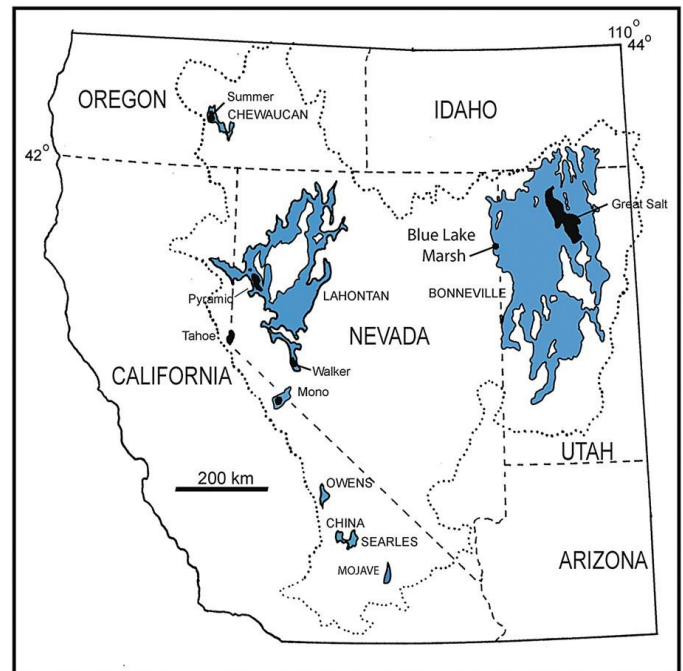 110°
44°
OREGON
Summer
CHEWAUCAN
IDAHO
42°
Great Salt
Blue Lake
Marsh
Pyramid
LAHONTAN
BONNEVILLE
Tahoe
NEVADA
CALIFORNIA
Walker
Mono
UTAH
200 km
OWENS
CHINA
SEARLES
MOJAVE
ARIZONA